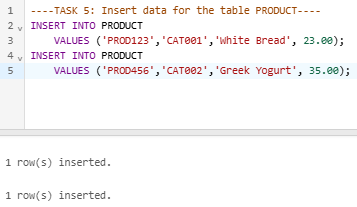 1 ----TASK 5: Insert data for the table PRODUCT----
2 INSERT INTO PRODUCT
3 VALUES ('PROD123','CAT001','White Bread', 23.00);
4 INSERT INTO PRODUCT
5 VALUES ('PROD456','CAT002','Greek Yogurt', 35.00);
1 row(s) inserted.
1 row(s) inserted.